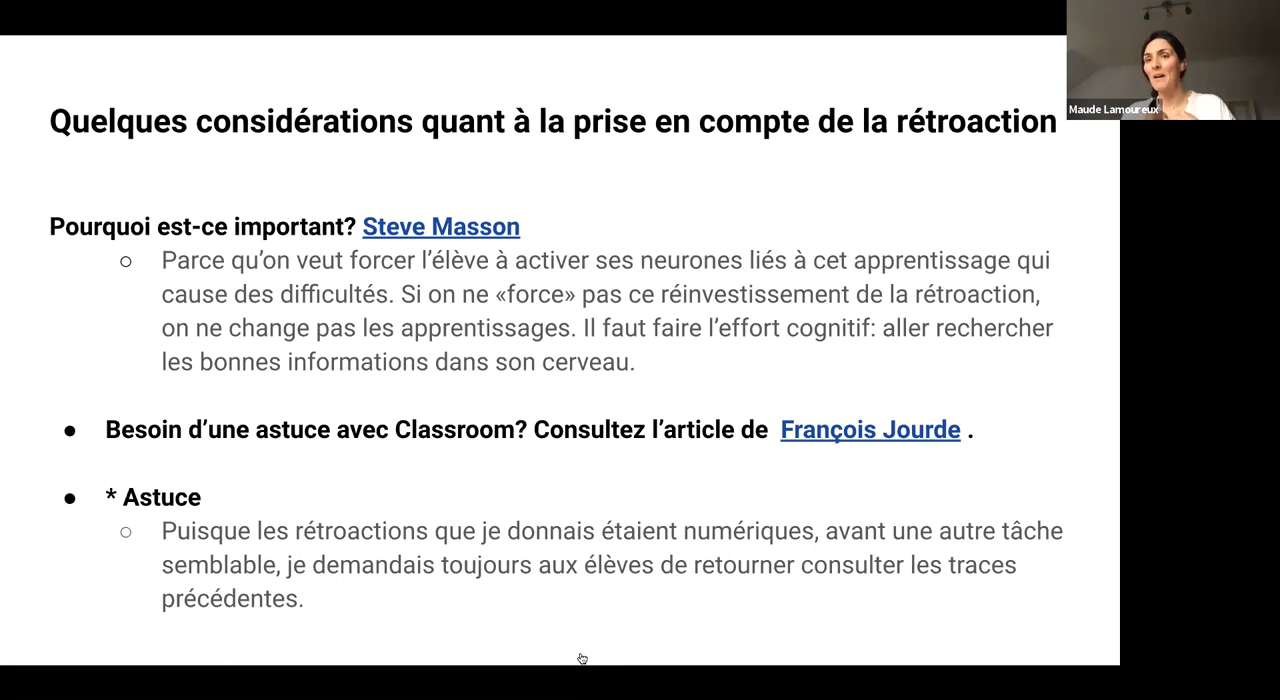 Maude Lamoureux
Quelques considérations quant à la prise en compte de la rétroaction
Pourquoi est-ce important? Steve Masson
○ Parce qu’on veut forcer l’élève à activer ses neurones liés à cet apprentissage qui
cause des difficultés. Si on ne «force» pas ce réinvestissement de la rétroaction,
on ne change pas les apprentissages. Il faut faire l’effort cognitif: aller rechercher
les bonnes informations dans son cerveau.
● Besoin d’une astuce avec Classroom? Consultez l’article de François Jourde .
● * Astuce
○ Puisque les rétroactions que je donnais étaient numériques, avant une autre tâche
semblable, je demandais toujours aux élèves de retourner consulter les traces
précédentes.